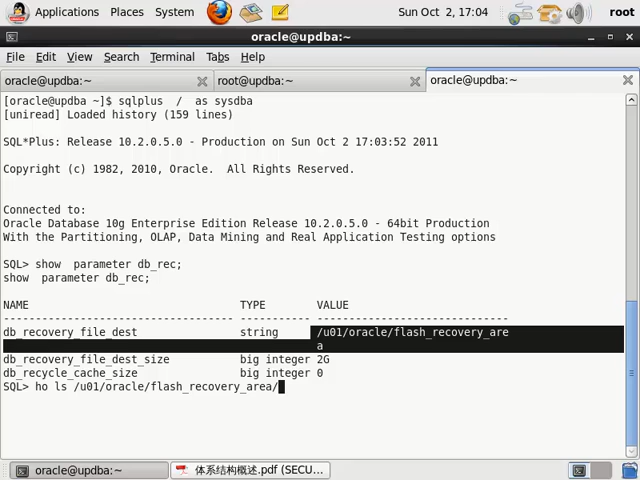 Applications Places System Sun Oct 2, 17:04 root
oracle@updba:~
File Edit View Search Terminal Tabs Help
oracle@updba:~ root@updba:~ oracle@updba:~
[oracle@updba ~]$ sqlplus / as sysdba
[unread] Loaded history (159 lines)
SQL*Plus: Release 10.2.0.5.0 - Production on Sun Oct 2 17:03:52 2011
Copyright (c) 1982, 2010, Oracle. All Rights Reserved.
Connected to:
Oracle Database 10g Enterprise Edition Release 10.2.0.5.0 - 64bit Production
With the Partitioning, OLAP, Data Mining and Real Application Testing options
SQL> show parameter db_rec;
show parameter db_rec;
NAME TYPE VALUE
------------------------------------ ----------- ------------------------------
db_recovery_file_dest string /u01/oracle/flash_recovery_are
a
db_recovery_file_dest_size big integer 2G
db_recycle_cache_size big integer 0
SQL> ho ls /u01/oracle/flash_recovery_area/
oracle@updba:~ 体系结构概述.pdf (SECU...